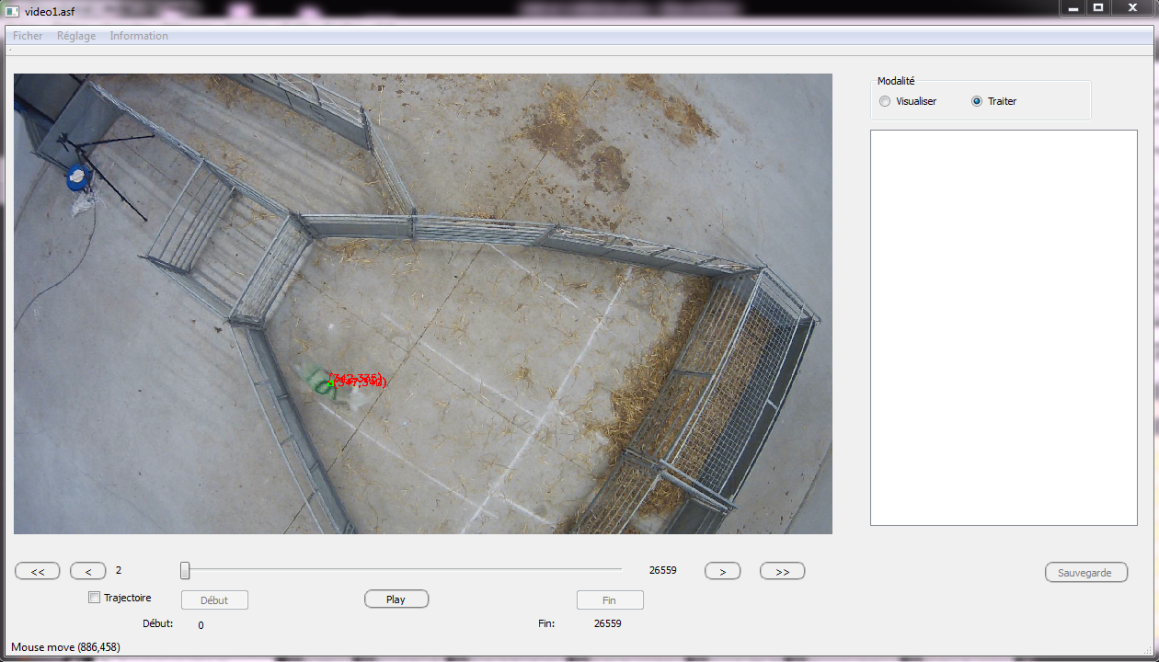 video1.asf
Ficher Réglage Information
Modalité
Visualiser Traiter
<< < 2 26559 > >>
Sauvegarde
Trajectoire Début Play Fin
Début: 0 Fin: 26559
Mouse move (886,458)